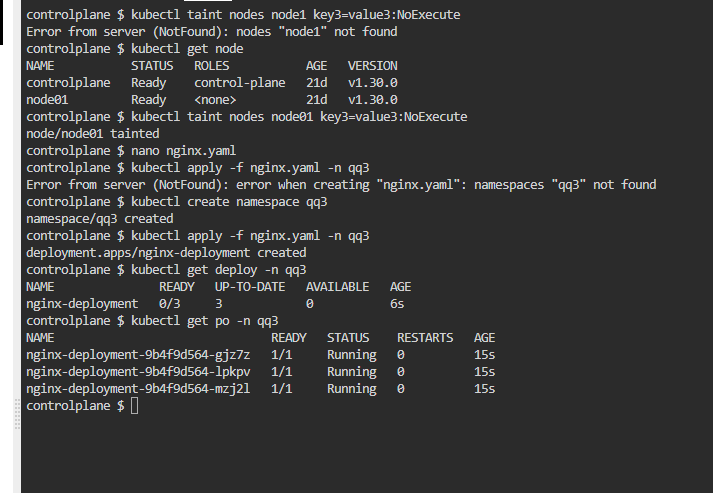 controlplane $ kubectl taint nodes node1 key3=value3:NoExecute
Error from server (NotFound): nodes "node1" not found
controlplane $ kubectl get node
NAME STATUS ROLES AGE VERSION
controlplane Ready control-plane 21d v1.30.0
node01 Ready <none> 21d v1.30.0
controlplane $ kubectl taint nodes node01 key3=value3:NoExecute
node/node01 tainted
controlplane $ nano nginx.yaml
controlplane $ kubectl apply -f nginx.yaml -n qq3
Error from server (NotFound): error when creating "nginx.yaml": namespaces "qq3" not found
controlplane $ kubectl create namespace qq3
namespace/qq3 created
controlplane $ kubectl apply -f nginx.yaml -n qq3
deployment.apps/nginx-deployment created
controlplane $ kubectl get deploy -n qq3
NAME READY UP-TO-DATE AVAILABLE AGE
nginx-deployment 0/3 3 0 6s
controlplane $ kubectl get po -n qq3
NAME READY STATUS RESTARTS AGE
nginx-deployment-9b4f9d564-gjz7z 1/1 Running 0 15s
nginx-deployment-9b4f9d564-lpkpv 1/1 Running 0 15s
nginx-deployment-9b4f9d564-mzj2l 1/1 Running 0 15s
controlplane $